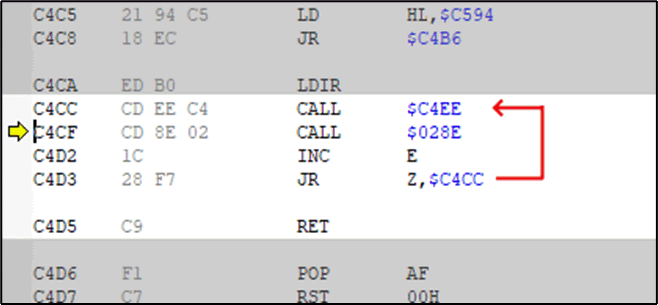 C4C5 21 94 C5 LD HL,$C594
C4C8 18 EC JR $C4B6
C4CA ED B0 LDIR
C4CC CD EE C4 CALL $C4EE
C4CF CD 8E 02 CALL $028E
C4D2 1C INC E
C4D3 28 F7 JR Z,$C4CC
C4D5 C9 RET
C4D6 F1 POP AF
C4D7 C7 RST 00H